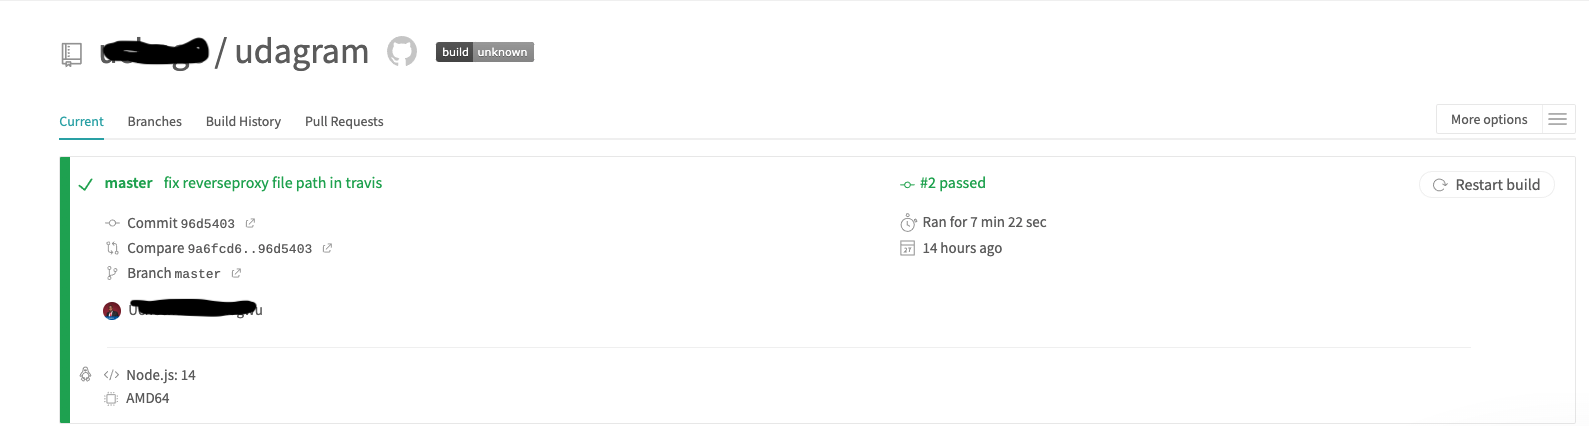 / udagram build unknown
Current Branches Build History Pull Requests More options
master fix reverseproxy file path in travis #2 passed Restart build
Commit 96d5403 Ran for 7 min 22 sec
Compare 9a6fcd6..96d5403 14 hours ago
Branch master
Node.js: 14
AMD64